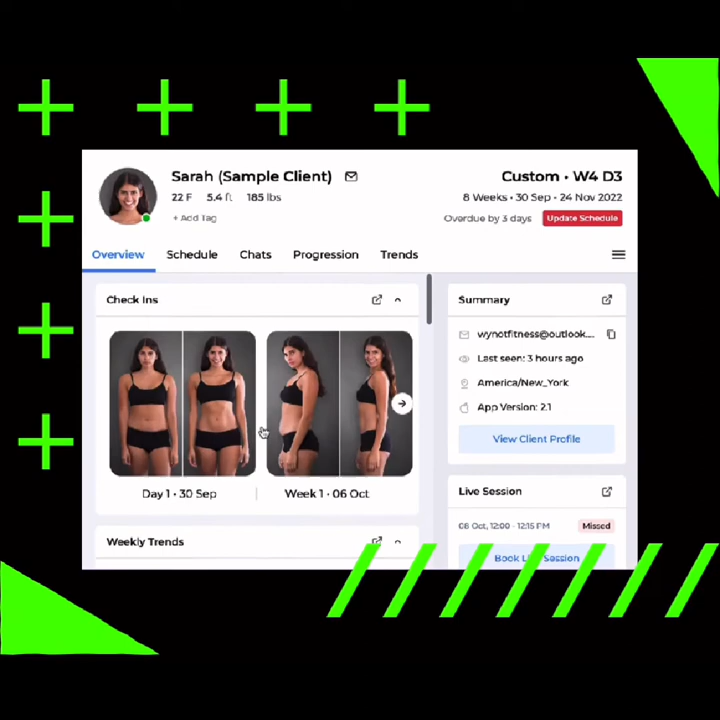 Sarah (Sample Client)
Custom • W4 D3
22 F 5.4 ft 185 lbs
8 Weeks • 30 Sep - 24 Nov 2022
+ Add Tag
Overdue by 3 days Update Schedule
Overview Schedule Chats Progression Trends
Check Ins
Summary
wynotfitness@outlook....
Last seen: 3 hours ago
America/New_York
App Version: 2.1
View Client Profile
Day 1 • 30 Sep
Week 1 • 06 Oct
Live Session
06 Oct, 12:00 - 12:15 PM Missed
Weekly Trends
Book Live Session